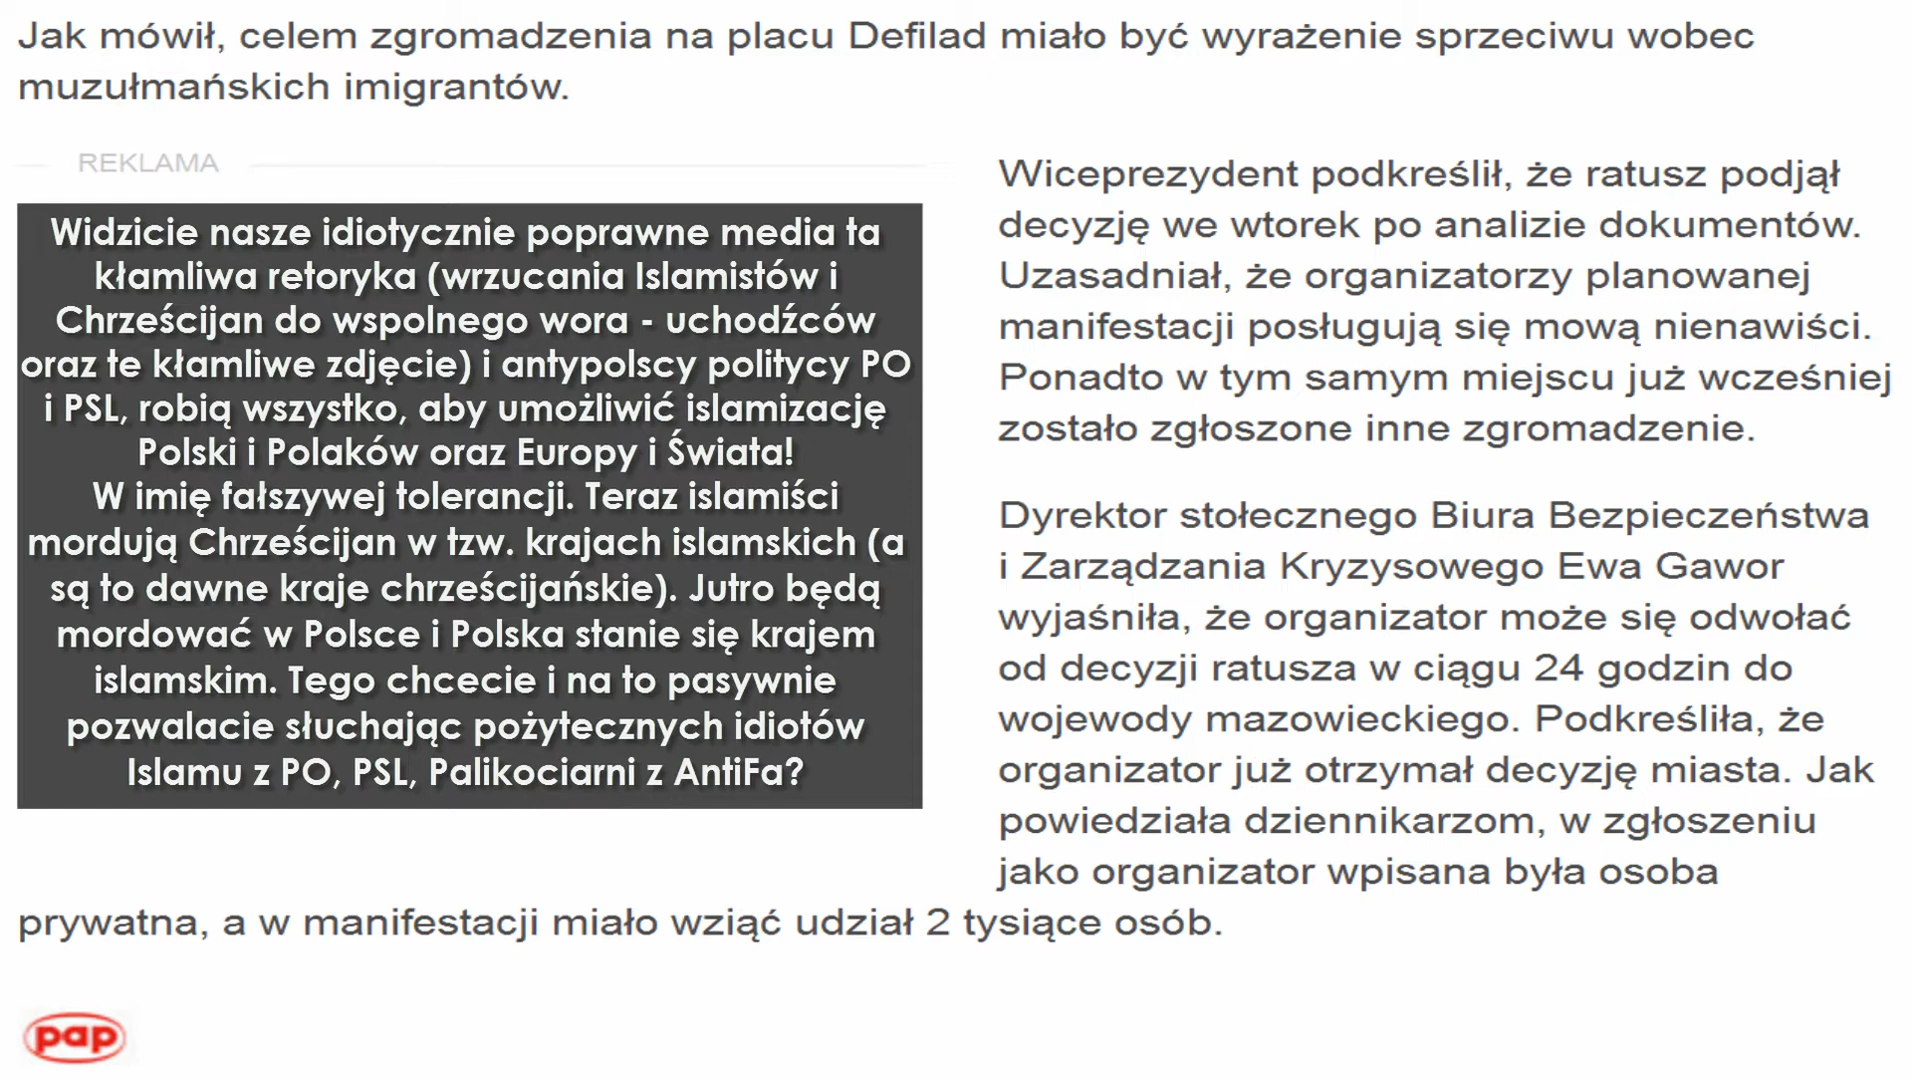 Jak mówił, celem zgromadzenia na placu Defilad miało być wyrażenie sprzeciwu wobec
muzułmańskich imigrantów.
REKLAMA
Widzicie nasze idiotycznie poprawne media ta
kłamliwa retoryka (wrzucania Islamistów i
Chrześcijan do wspolnego wora - uchodźców
oraz te kłamliwe zdjęcie) i antypolscy politycy PO
i PSL, robią wszystko, aby umożliwić islamizację
Polski i Polaków oraz Europy i Świata!
W imię fałszywej tolerancji. Teraz islamiści
mordują Chrześcijan w tzw. krajach islamskich (a
są to dawne kraje chrześcijańskie). Jutro będą
mordować w Polsce i Polska stanie się krajem
islamskim. Tego chcecie i na to pasywnie
pozwalacie słuchając pożytecznych idiotów
Islamu z PO, PSL, Palikociarni z AntiFa?
Wiceprezydent podkreślił, że ratusz podjął
decyzję we wtorek po analizie dokumentów.
Uzasadniał, że organizatorzy planowanej
manifestacji posługują się mową nienawiści.
Ponadto w tym samym miejscu już wcześniej
zostało zgłoszone inne zgromadzenie.
Dyrektor stołecznego Biura Bezpieczeństwa
i Zarządzania Kryzysowego Ewa Gawor
wyjaśniła, że organizator może się odwołać
od decyzji ratusza w ciągu 24 godzin do
wojewody mazowieckiego. Podkreśliła, że
organizator już otrzymał decyzję miasta. Jak
powiedziała dziennikarzom, w zgłoszeniu
jako organizator wpisana była osoba
prywatna, a w manifestacji miało wziąć udział 2 tysiące osób.
pap